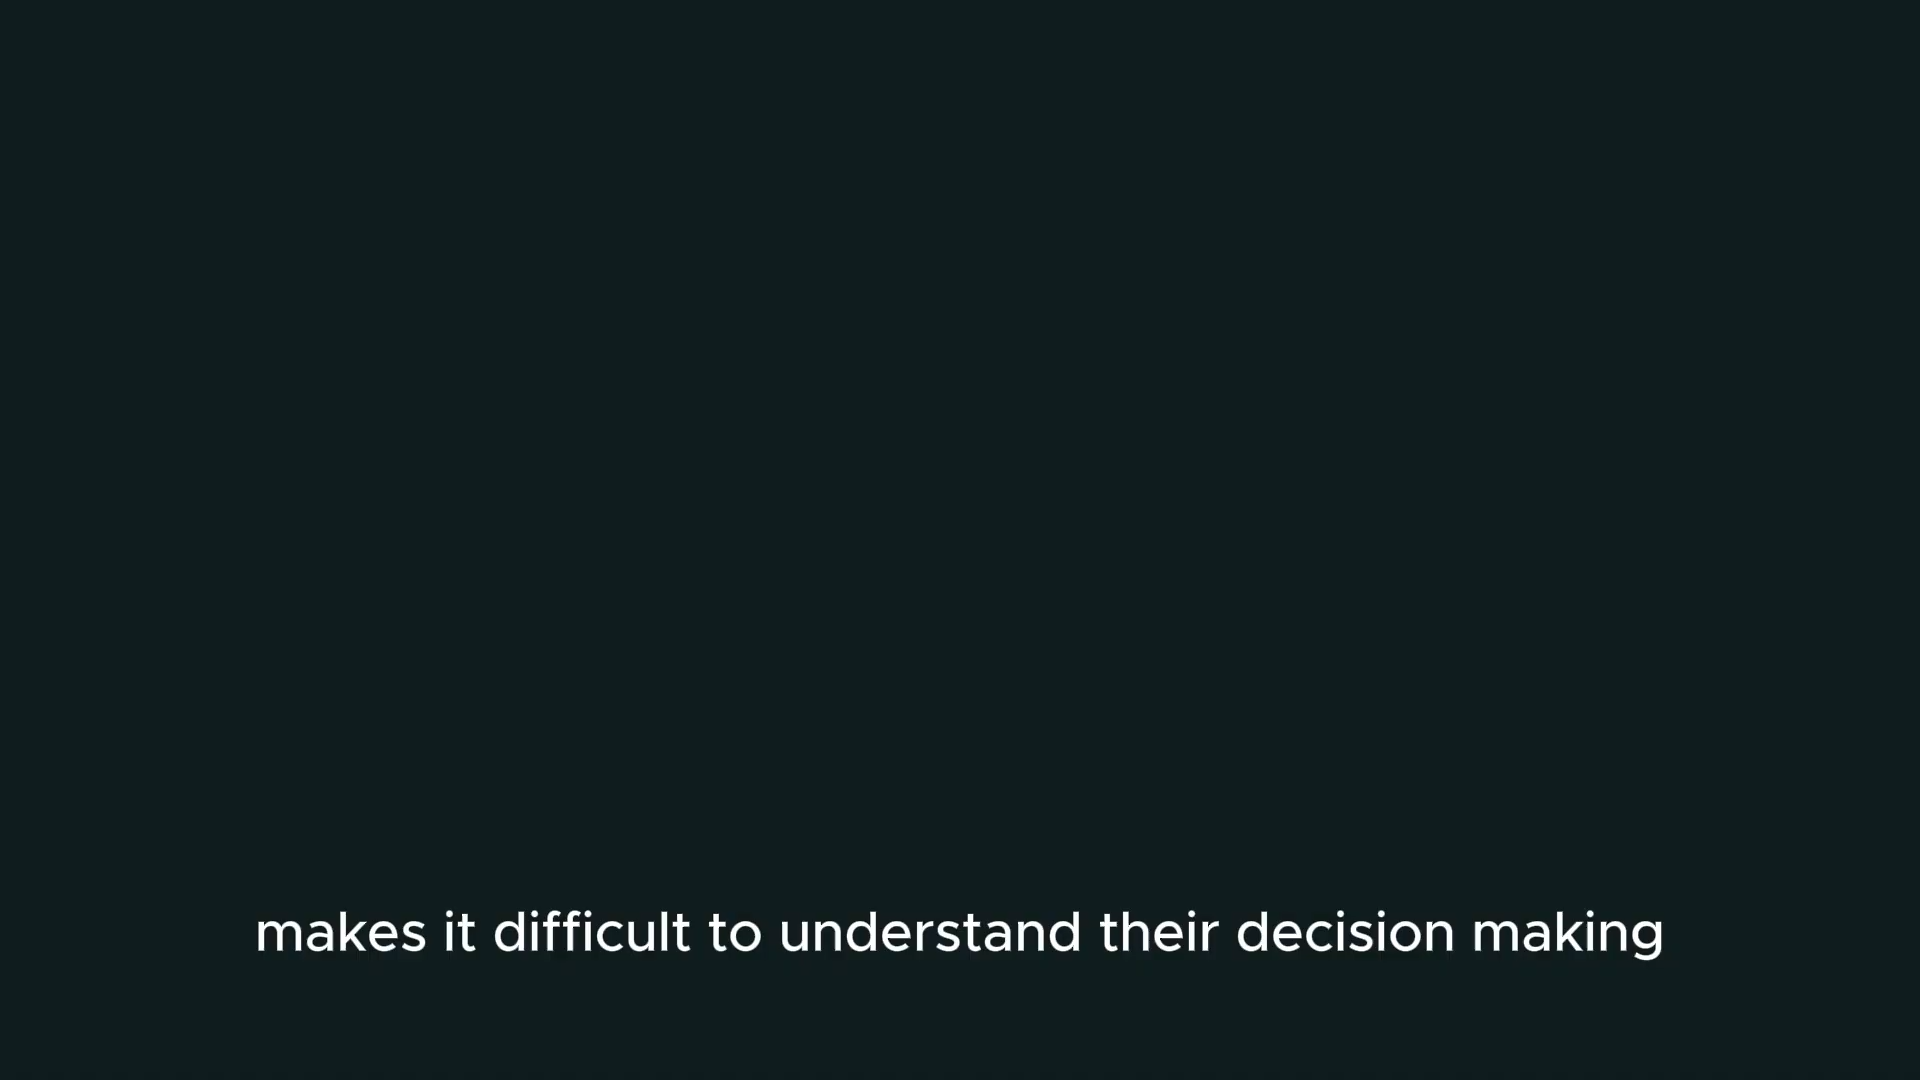 makes it difficult to understand their decision making